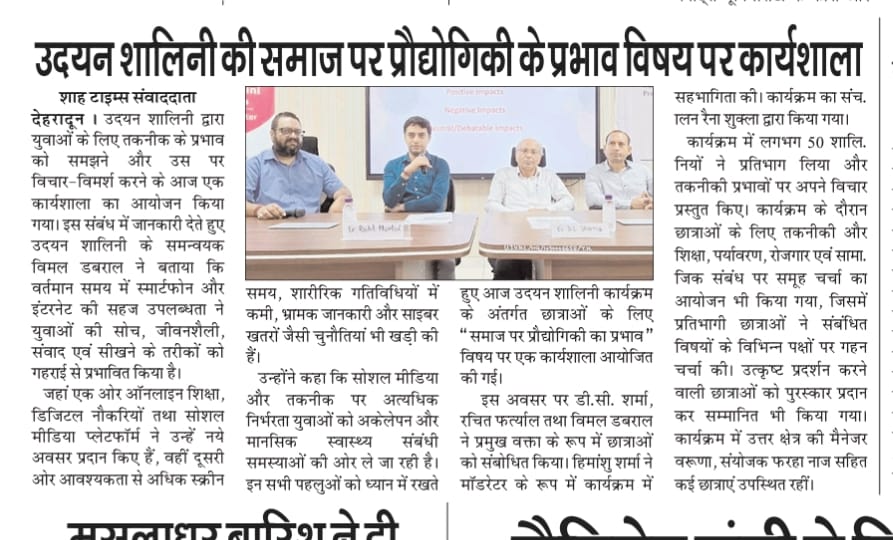 उदयन शालिनी की समाज पर प्रौद्योगिकी के प्रभाव विषय पर कार्यशाला
शाह टाइम्स संवाददाता
देहरादून । उदयन शालिनी द्वारा
युवाओं के लिए तकनीक के प्रभाव
को समझने और उस पर
विचार-विमर्श करने के आज एक
कार्यशाला का आयोजन किया
गया। इस संबंध में जानकारी देते हुए
उदयन शालिनी के समन्वयक
विमल डबराल ने बताया कि
वर्तमान समय में स्मार्टफोन और
इंटरनेट की सहज उपलब्धता ने
युवाओं की सोच, जीवनशैली,
संवाद एवं सीखने के तरीकों को
गहराई से प्रभावित किया है।
जहां एक ओर ऑनलाइन शिक्षा,
डिजिटल नौकरियों तथा सोशल
मीडिया प्लेटफॉर्म ने उन्हें नये
अवसर प्रदान किए हैं, वहीं दूसरी
ओर आवश्यकता से अधिक स्क्रीन
Positive Impacts
Negative Impacts
Neutral/Debatable Impacts
समय, शारीरिक गतिविधियों में
कमी, भ्रामक जानकारी और साइबर
खतरों जैसी चुनौतियां भी खड़ी की
हैं।
उन्होंने कहा कि सोशल मीडिया
और तकनीक पर अत्यधिक
निर्भरता युवाओं को अकेलेपन और
मानसिक स्वास्थ्य संबंधी
समस्याओं की ओर ले जा रही है।
इन सभी पहलुओं को ध्यान में रखते
हुए आज उदयन शालिनी कार्यक्रम
के अंतर्गत छात्राओं के लिए
“समाज पर प्रौद्योगिकी का प्रभाव”
विषय पर एक कार्यशाला आयोजित
की गई।
इस अवसर पर डी.सी. शर्मा,
रचित फर्त्याल तथा विमल डबराल
ने प्रमुख वक्ता के रूप में छात्राओं
को संबोधित किया। हिमांशु शर्मा ने
मॉडरेटर के रूप में कार्यक्रम में
सहभागिता की। कार्यक्रम का संच.
ालन रैना शुक्ला द्वारा किया गया।
कार्यक्रम में लगभग 50 शालि.
नियों ने प्रतिभाग लिया और
तकनीकी प्रभावों पर अपने विचार
प्रस्तुत किए। कार्यक्रम के दौरान
छात्राओं के लिए तकनीकी और
शिक्षा, पर्यावरण, रोजगार एवं सामा.
जिक संबंध पर समूह चर्चा का
आयोजन भी किया गया, जिसमें
प्रतिभागी छात्राओं ने संबंधित
विषयों के विभिन्न पक्षों पर गहन
चर्चा की। उत्कृष्ट प्रदर्शन करने
वाली छात्राओं को पुरस्कार प्रदान
कर सम्मानित भी किया गया।
कार्यक्रम में उत्तर क्षेत्र की मैनेजर
वरूणा, संयोजक फरहा नाज सहित
कई छात्राएं उपस्थित रहीं।